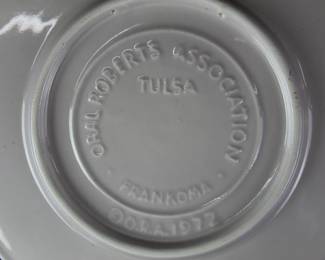 ORAL ROBERTS ASSOCIATION
TULSA
FRANKOMA
© O.R.A. 1972